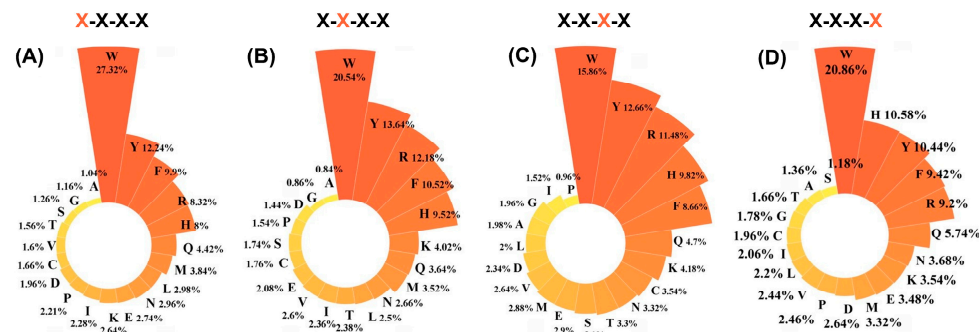 X-X-X-X
(A)
W
27.32%
Y 12.24%
F 9.9%
R 8.32%
H 8%
Q 4.42%
M 3.84%
L 2.98%
N 2.96%
E 2.74%
K 2.64%
I 2.28%
P 2.21%
D 1.96%
C 1.66%
V 1.6%
T 1.56%
S 1.26%
G 1.16%
A 1.04%
X-X-X-X
(B)
W
20.54%
Y 13.64%
R 12.18%
F 10.52%
H 9.52%
K 4.02%
Q 3.64%
M 3.52%
N 2.66%
L 2.5%
T 2.38%
I 2.36%
V 2.6%
E 2.08%
C 1.76%
S 1.74%
P 1.54%
D 1.44%
G 0.86%
A 0.84%
X-X-X-X
(C)
W
15.86%
Y 12.66%
R 11.48%
H 9.82%
F 8.66%
Q 4.7%
K 4.18%
C 3.54%
N 3.32%
T 3.3%
S
E 2.9%
M 2.88%
V 2.64%
D 2.34%
L 2%
A 1.98%
G 1.96%
I 1.52%
P 0.96%
X-X-X-X
(D)
W
20.86%
H 10.58%
Y 10.44%
F 9.42%
R 9.2%
Q 5.74%
N 3.68%
K 3.54%
E 3.48%
M 3.32%
D 2.64%
P 2.46%
V 2.44%
L 2.2%
I 2.06%
C 1.96%
G 1.78%
T 1.66%
A 1.36%
S 1.18%